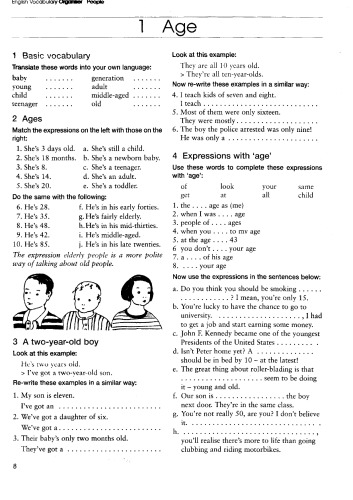 English Vocabulary Organiser People
1 Age
1 Basic vocabulary
Translate these words into your own language:
baby ....... generation .......
young ....... adult .......
child ....... middle-aged .......
teenager ....... old .......
2 Ages
Match the expressions on the left with those on the
right:
1. She's 3 days old. a. She's still a child.
2. She's 18 months. b. She's a newborn baby.
3. She's 8. c. She's a teenager.
4. She's 14. d. She's an adult.
5. She's 20. e. She's a toddler.
Do the same with the following:
6. He's 28. f. He's in his early forties.
7. He's 35. g. He's fairly elderly.
8. He's 48. h. He's in his mid-thirties.
9. He's 42. i. He's middle-aged.
10. He's 85. j. He's in his late twenties.
The expression elderly people is a more polite
way of talking about old people.
3 A two-year-old boy
Look at this example:
He's two years old.
> I've got a two-year-old son.
Re-write these examples in a similar way:
1. My son is eleven.
I've got an .......................
2. We've got a daughter of six.
We've got a .......................
3. Their baby's only two months old.
They've got a .......................
8
Look at this example:
They are all 10 years old.
> They're all ten-year-olds.
Now re-write these examples in a similar way:
4. I teach kids of seven and eight.
I teach .......................
5. Most of them were only sixteen.
They were mostly .......................
6. The boy the police arrested was only nine!
He was only a .......................
4 Expressions with 'age'
Use these words to complete these expressions
with 'age':
of look your same
get at all child
1. the .... age as (me)
2. when I was .... age
3. people of .... ages
4. when you .... to my age
5. at the age .... 43
6 you don't .... your age
7, a .... of his age
8. .... your age
Now use the expressions in the sentences below:
a. Do you think you should be smoking ......
............. ? I mean, you're only 15.
b. You're lucky to have the chance to go to
university. ...................., I had
to get a job and start earning some money.
c. John F. Kennedy became one of the youngest
Presidents of the United States ..........
d. Isn't Peter home yet? A ..............
should be in bed by 10 – at the latest!
e. The great thing about roller-blading is that
.................... seem to be doing
it – young and old.
f. Our son is ................. the boy
next door. They're in the same class.
g. You're not really 50, are you? I don't believe
it. .............................
h. .............................,
you'll realise there's more to life than going
clubbing and riding motorbikes.